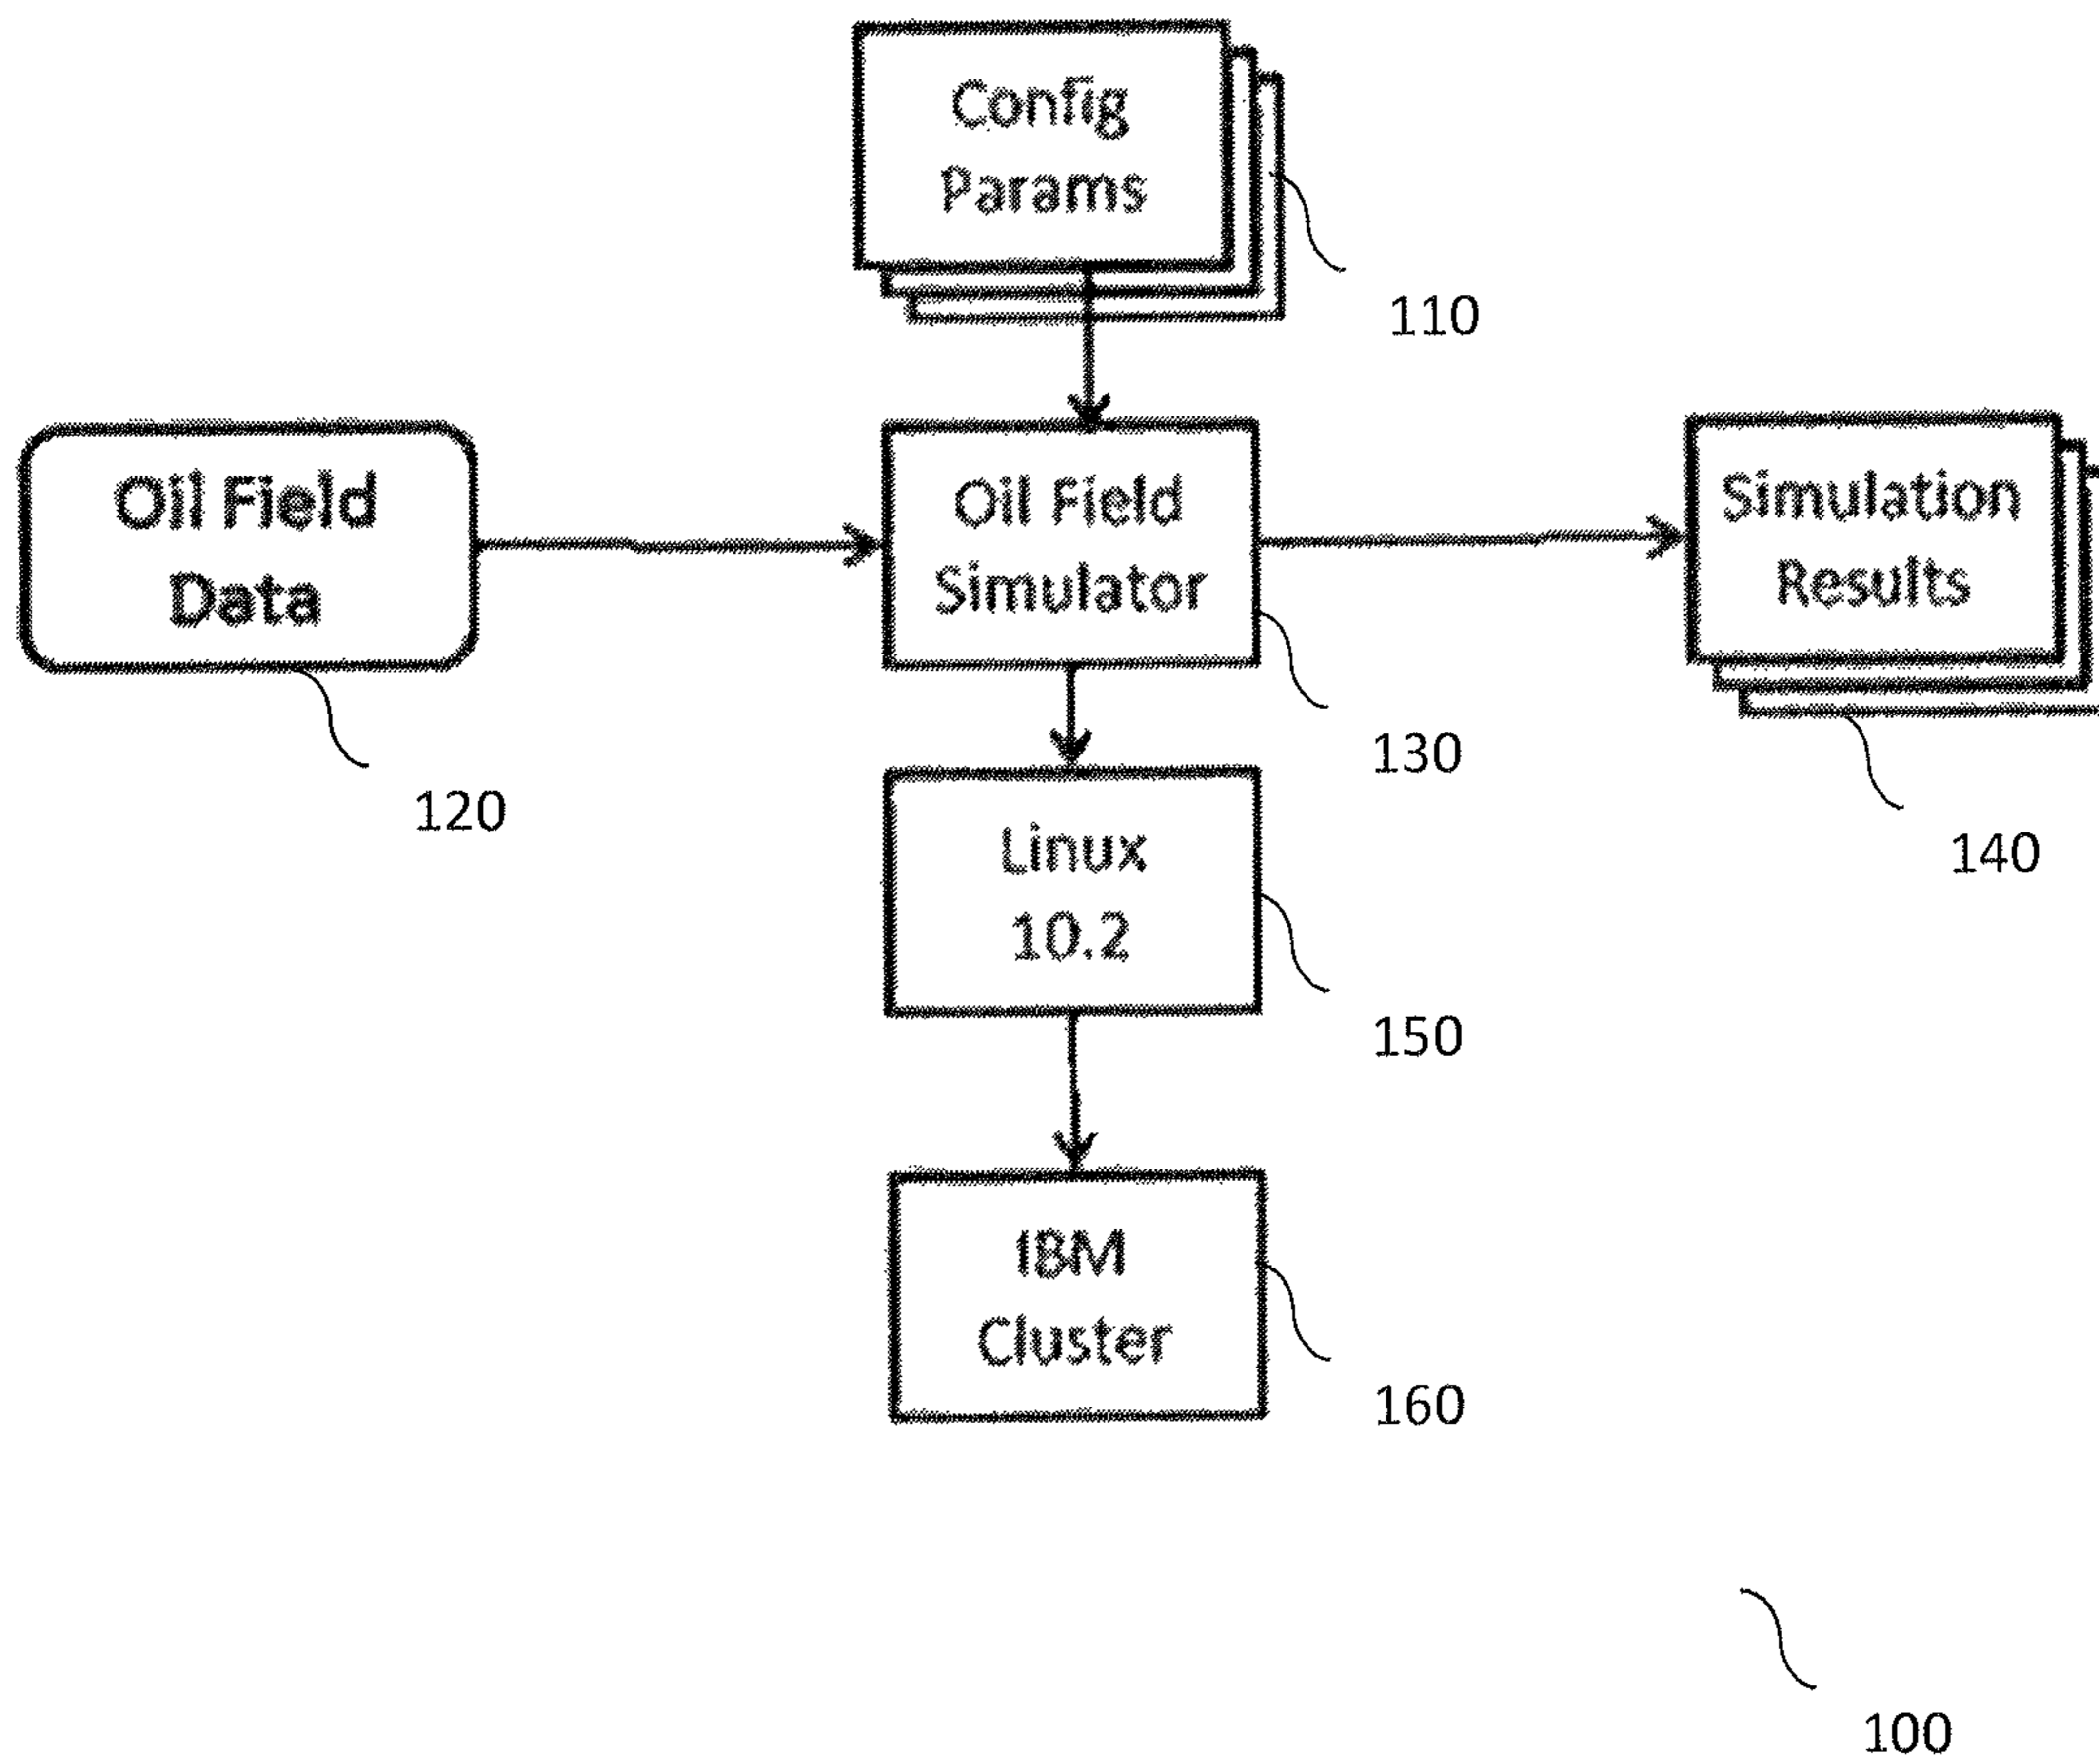 Config
Params
110
Oil Field
Data
120
Oil Field
Simulator
130
Simulation
Results
140
Linux
10.2
150
IBM
Cluster
160
100